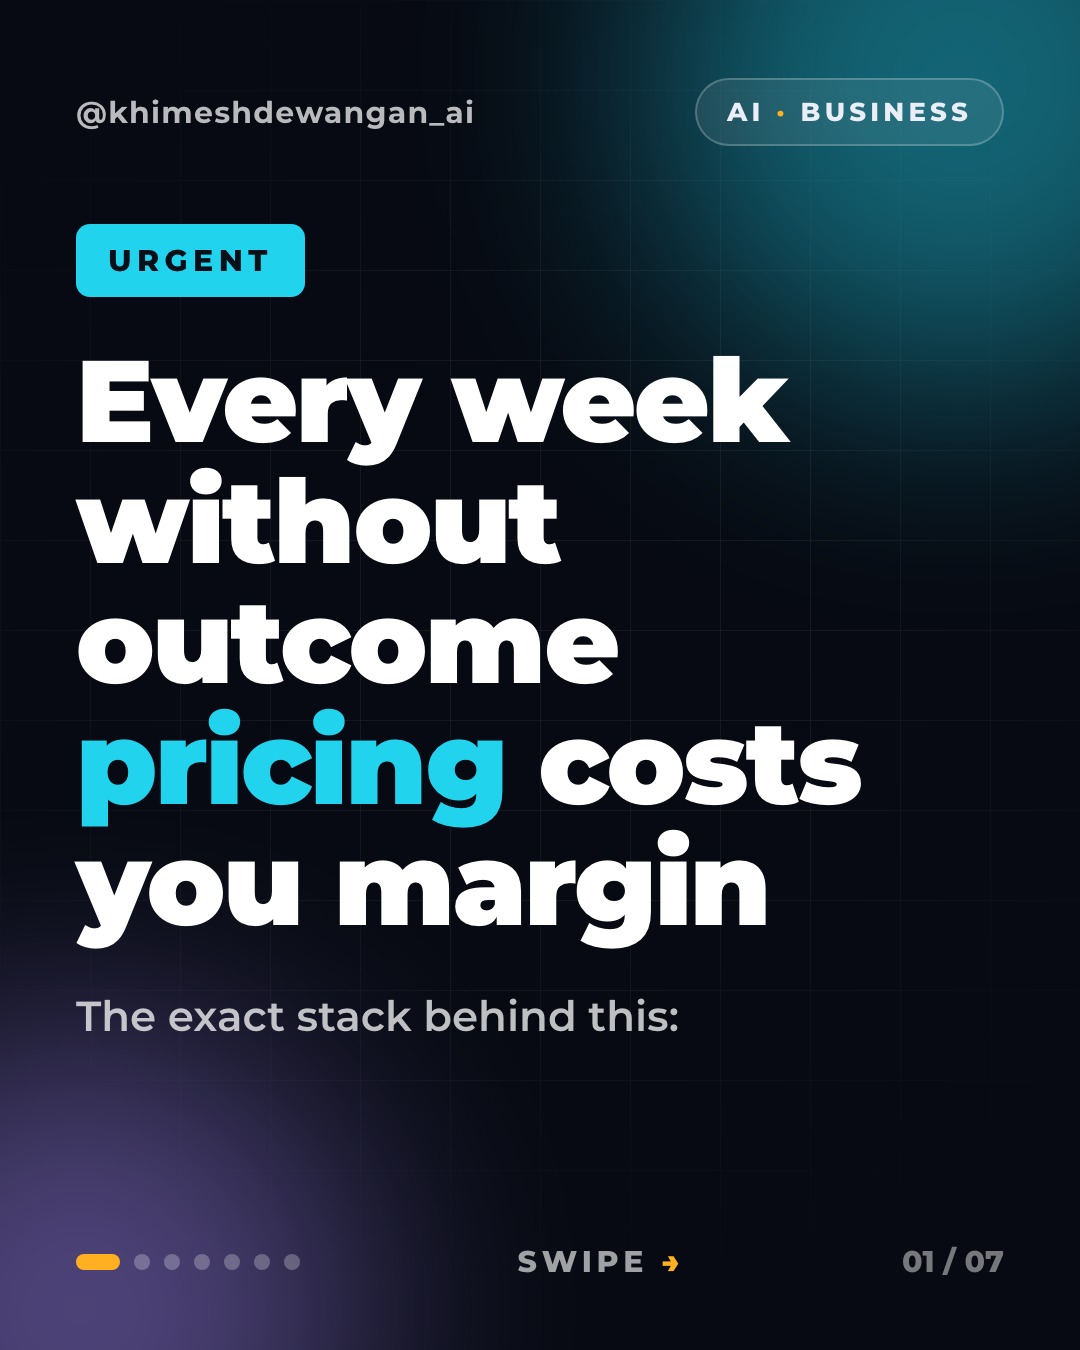 @khimeshdewangan_ai
AI · BUSINESS
URGENT
Every week
without
outcome
pricing costs
you margin
The exact stack behind this:
SWIPE →
01 / 07